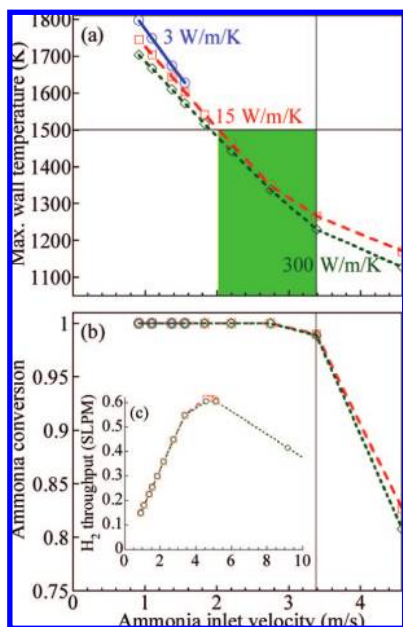 1800
(a)
3 W/m/K
1700
1600
15 W/m/K
1500
1400
1300
1200
300 W/m/K
1100
Max. wall temperature (K)
1
(b)
0.95
0.9
0.85
0.8
0.75
Ammonia conversion
0.6
(c)
0.5
0.4
0.3
0.2
0.1
0
H2 throughput (SLPM)
0 2 4 6 8 10
0 1 2 3 4
Ammonia inlet velocity (m/s)